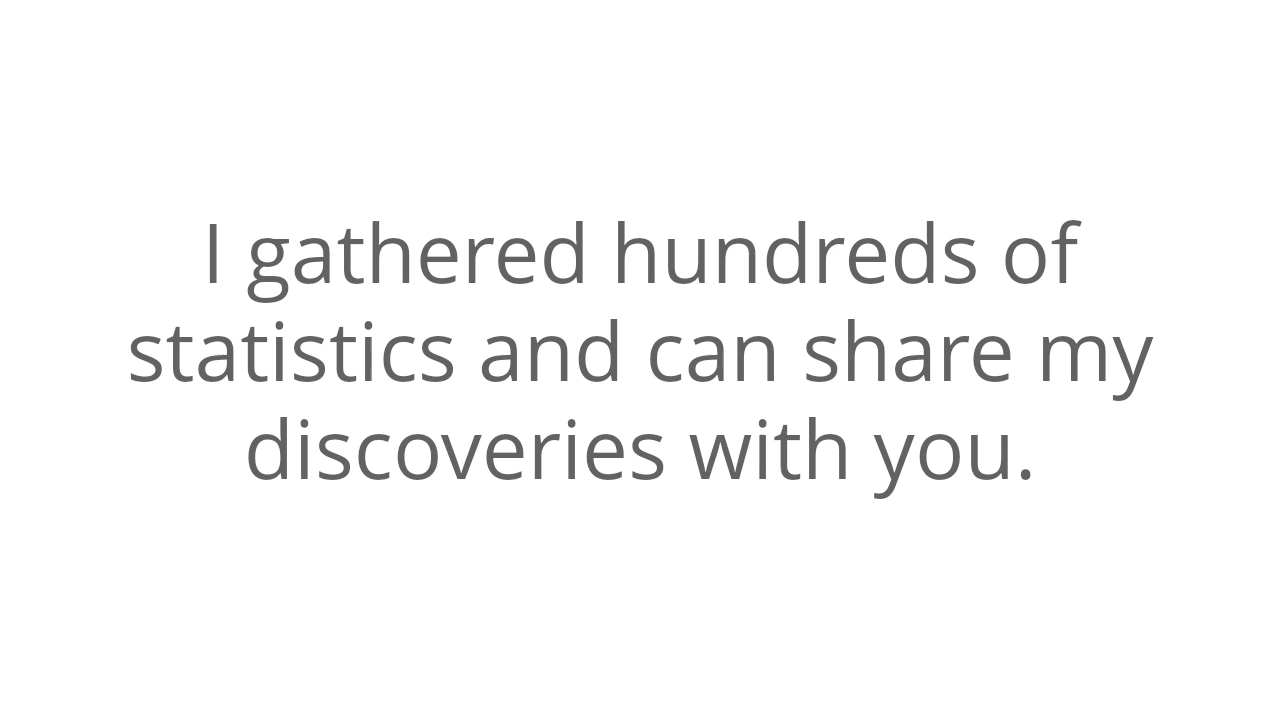 I gathered hundreds of
statistics and can share my
discoveries with you.